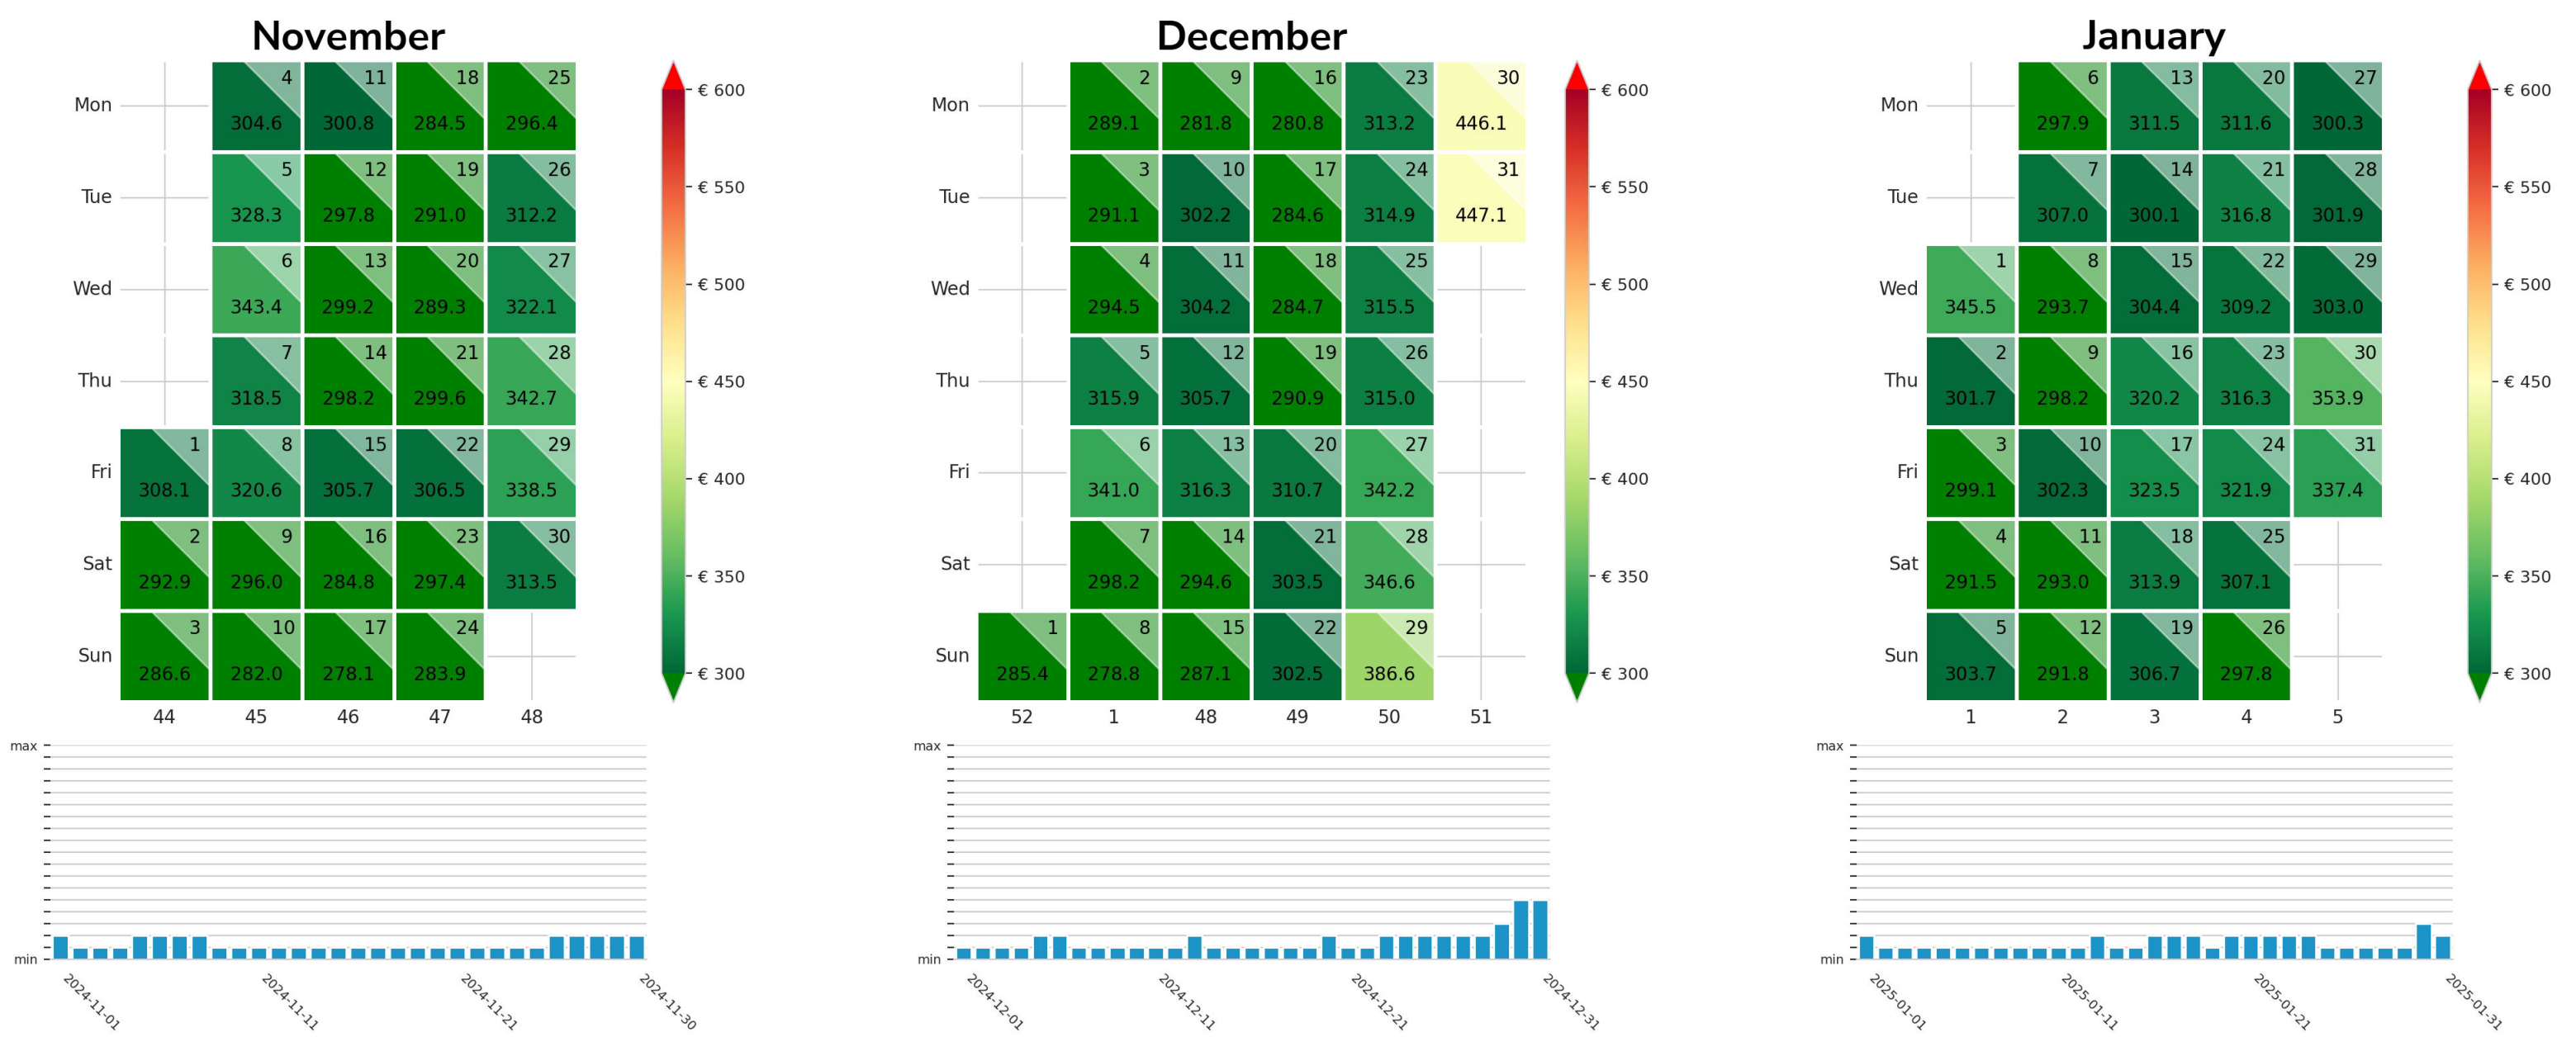 November December January
4 11 18 25 2 9 16 23 30 6 13 20 27
Mon 304.6 300.8 284.5 296.4 Mon 289.1 281.8 280.8 313.2 446.1 Mon 297.9 311.5 311.6 300.3
5 12 19 26 3 10 17 24 31 7 14 21 28
Tue 328.3 297.8 291.0 312.2 Tue 291.1 302.2 284.6 314.9 447.1 Tue 307.0 300.1 316.8 301.9
6 13 20 27 4 11 18 25 1 8 15 22 29
Wed 343.4 299.2 289.3 322.1 Wed 294.5 304.2 284.7 315.5 Wed 345.5 293.7 304.4 309.2 303.0
7 14 21 28 5 12 19 26 2 9 16 23 30
Thu 318.5 298.2 299.6 342.7 Thu 315.9 305.7 290.9 315.0 Thu 301.7 298.2 320.2 316.3 353.9
1 8 15 22 29 6 13 20 27 3 10 17 24 31
Fri 308.1 320.6 305.7 306.5 338.5 Fri 341.0 316.3 310.7 342.2 Fri 299.1 302.3 323.5 321.9 337.4
2 9 16 23 30 7 14 21 28 4 11 18 25
Sat 292.9 296.0 284.8 297.4 313.5 Sat 298.2 294.6 303.5 346.6 Sat 291.5 293.0 313.9 307.1
3 10 17 24 1 8 15 22 29 5 12 19 26
Sun 286.6 282.0 278.1 283.9 Sun 285.4 278.8 287.1 302.5 386.6 Sun 303.7 291.8 306.7 297.8
44 45 46 47 48 52 1 48 49 50 51 1 2 3 4 5
€ 600 € 600 € 600
€ 550 € 550 € 550
€ 500 € 500 € 500
€ 450 € 450 € 450
€ 400 € 400 € 400
€ 350 € 350 € 350
€ 300 € 300 € 300
max max max
min min min
2024-11-01 2024-11-11 2024-11-21 2024-11-30 2024-12-01 2024-12-11 2024-12-21 2024-12-31 2025-01-01 2025-01-11 2025-01-21 2025-01-31